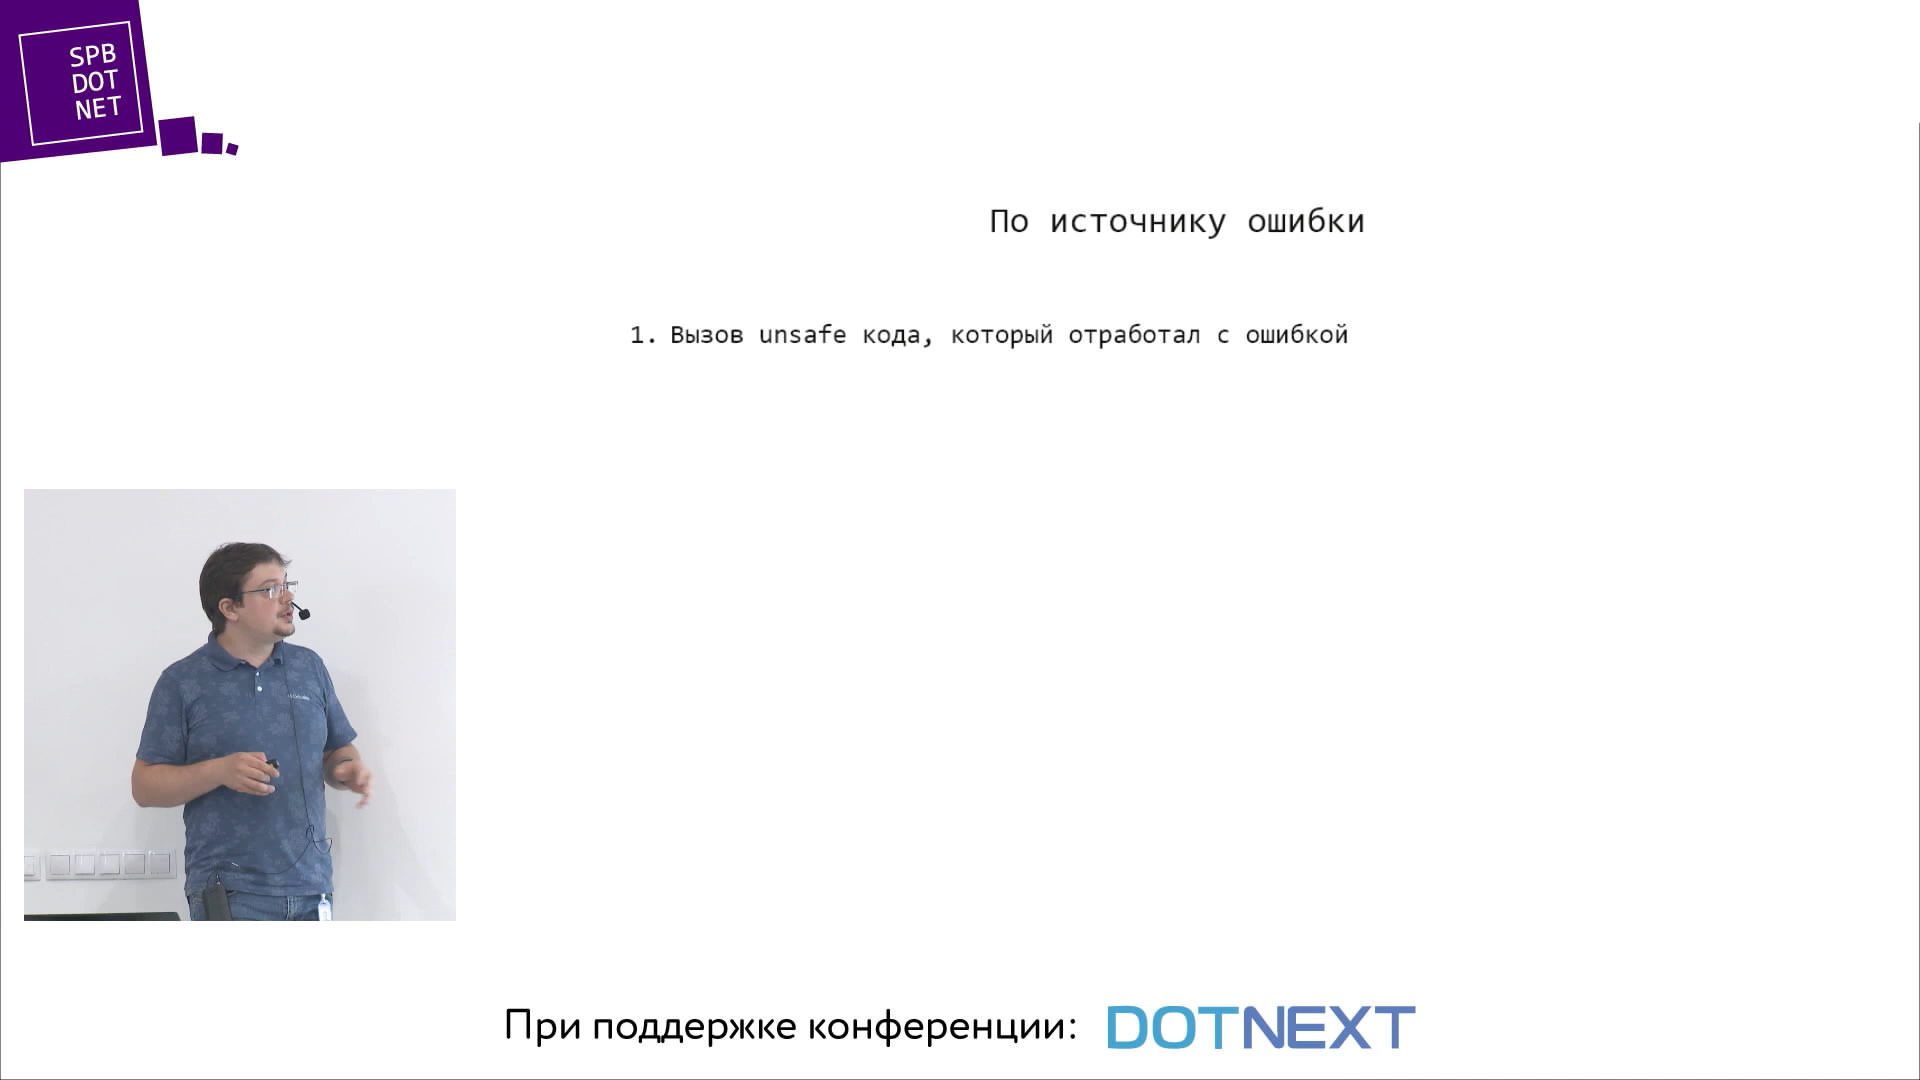 SPB
DOT
NET
По источнику ошибки
1. Вызов unsafe кода, который отработал с ошибкой
При поддержке конференции: DOTNEXT